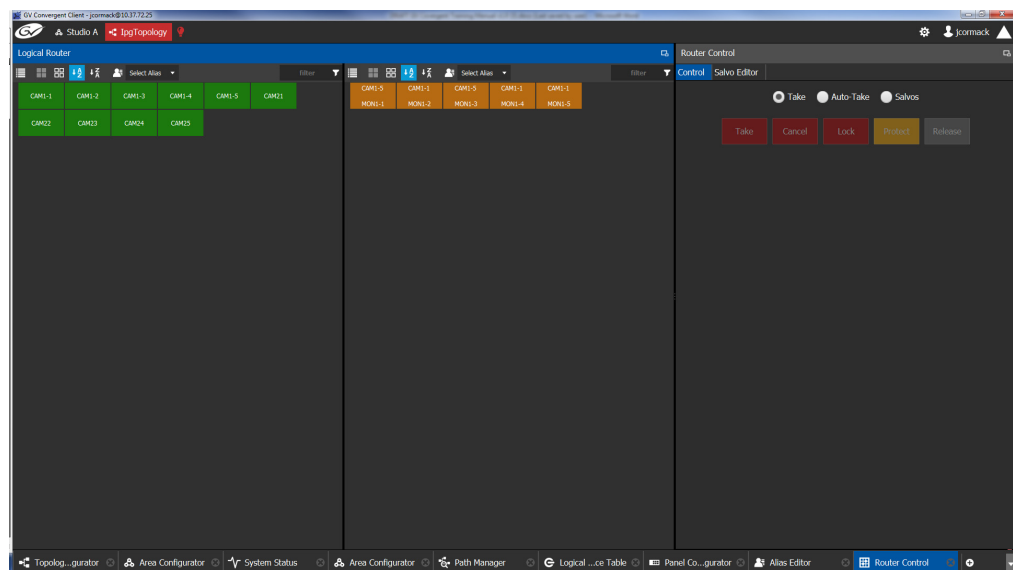 GV Convergent Client - jcormack@10.37.72.25
GV Studio A IpgTopology jcormack
Logical Router Router Control
Select Alias filter Select Alias filter Control Salvo Editor
CAM1-1 CAM1-2 CAM1-3 CAM1-4 CAM1-5 CAM21
CAM22 CAM23 CAM24 CAM25
CAM1-5 CAM1-1 CAM1-5 CAM1-1 CAM1-1
MON1-1 MON1-2 MON1-3 MON1-4 MON1-5
Take Auto-Take Salvos
Take Cancel Lock Protect Release
Topolog...gurator Area Configurator System Status Area Configurator Path Manager Logical ...ce Table Panel Co...gurator Alias Editor Router Control